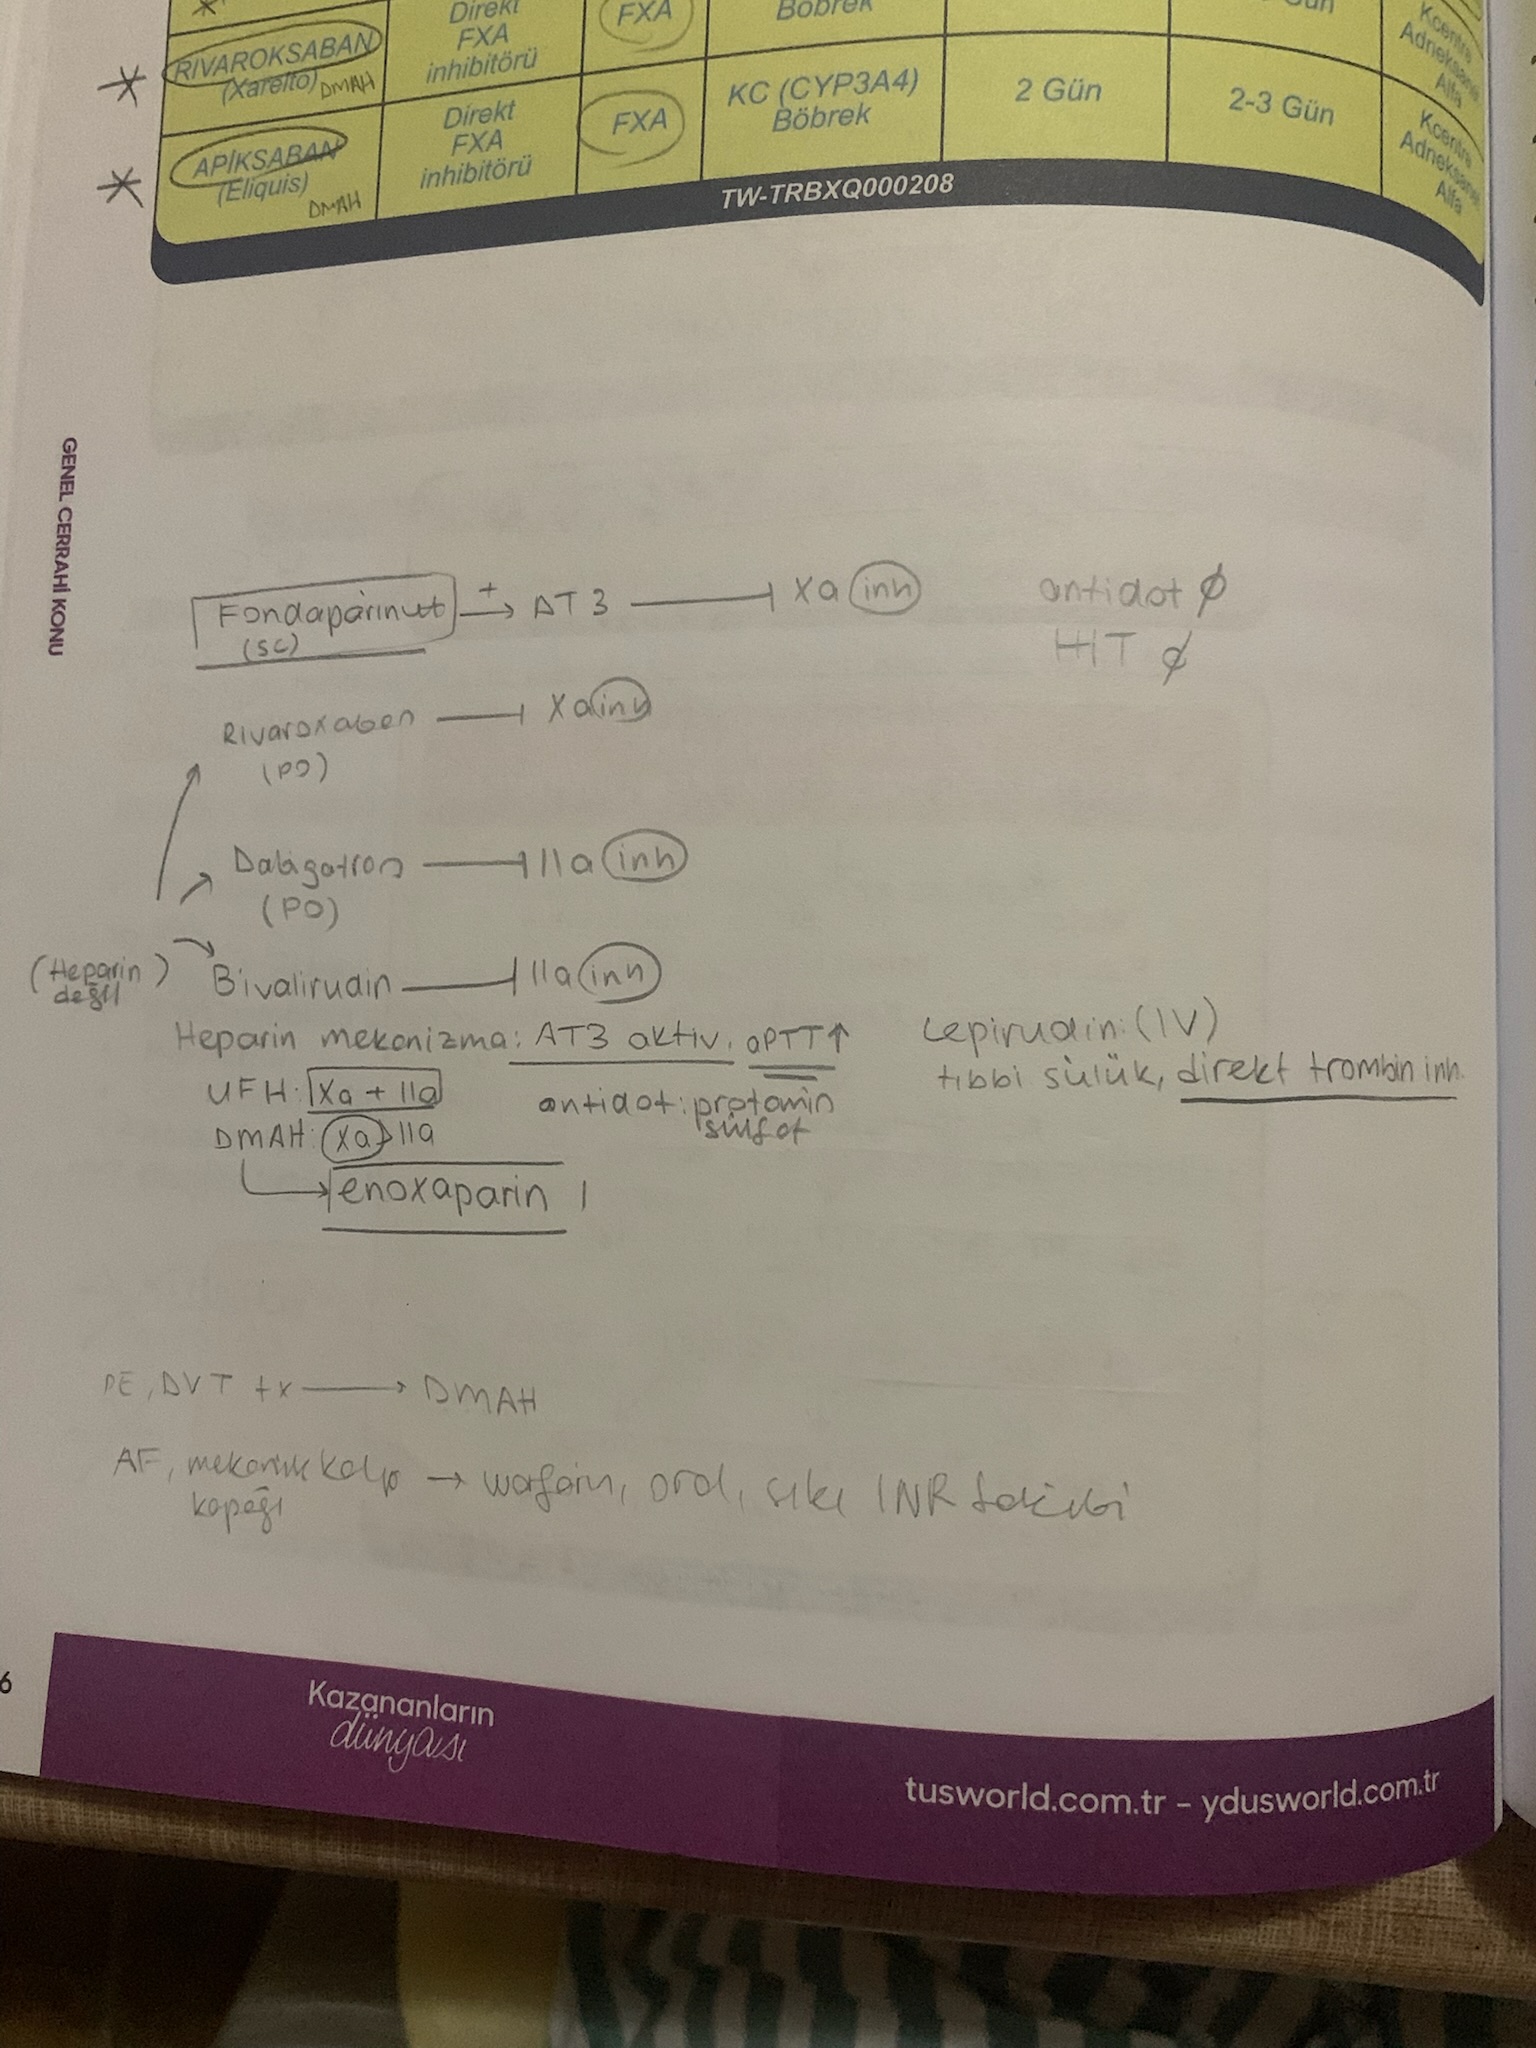 Direkt
FXA
inhibitörü
FXA
Böbrek
Gün
Kcentra
Adneksanet
Alfa
RİVAROKSABAN
(Xarelto) DMAH
Direkt
FXA
inhibitörü
FXA
KC (CYP3A4)
Böbrek
2 Gün
2-3 Gün
Kcentra
Adneksanet
Alfa
APİKSABAN
(Eliquis)
DMAH
TW-TRBXQ000208
GENEL CERRAHİ KONU
Fondaparinux + → AT3 ⊣ Xa inh antidot ∅
(SC) HIT ∅
Rivaroxaban ⊣ Xa inh
(PO)
Dabigatran ⊣ IIa inh
(PO)
(Heparin değil) Bivalirudin ⊣ IIa inh
Heparin mekanizma: AT3 aktiv. aPTT↑
UFH: Xa + IIa antidot: protamin sülfat
DMAH: Xa > IIa
→ enoxaparin
Lepirudin: (IV)
tıbbi sülük, direkt trombin inh.
PE, DVT tx → DMAH
AF, mekanik kalp kapağı → warfarin, oral, sıkı INR takibi
6
Kazananların
dünyası
tusworld.com.tr - ydusworld.com.tr